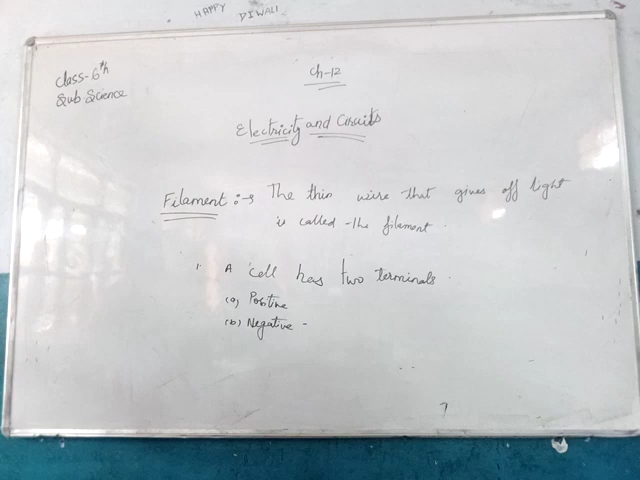 HAPPY DIWALI
Class-6th
Sub Science
Ch-12
Electricity and Cosuits
Filament :→ The thin wire that gives off light
is called the filament.
1. A cell has two terminals.
(a) Positive
(b) Negative -